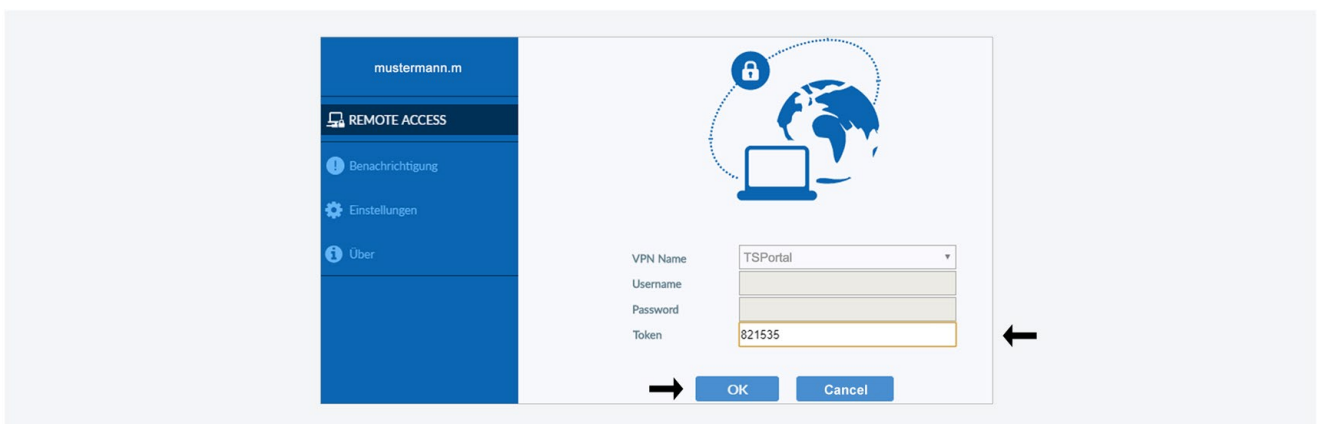 mustermann.m
REMOTE ACCESS
Benachrichtigung
Einstellungen
Über
VPN Name TSPortal
Username
Password
Token 821535
OK Cancel